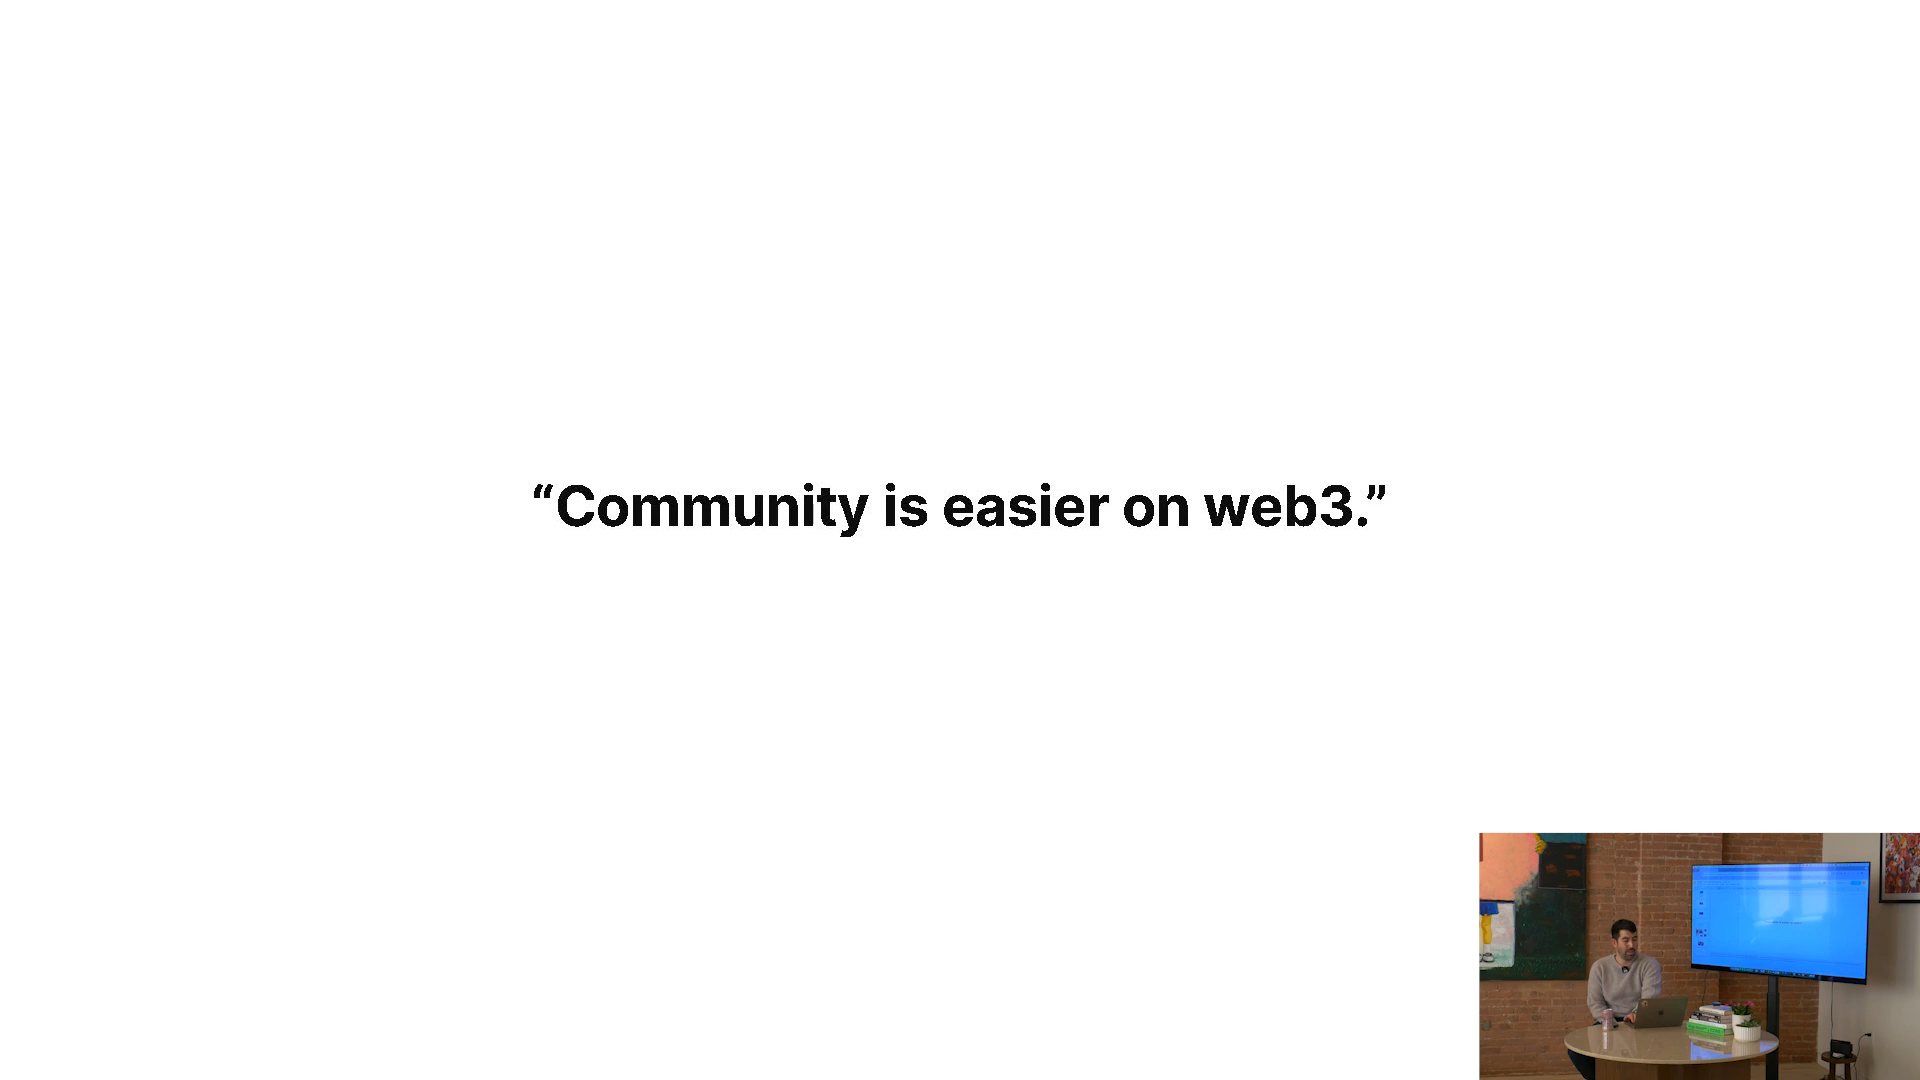 “Community is easier on web3.”